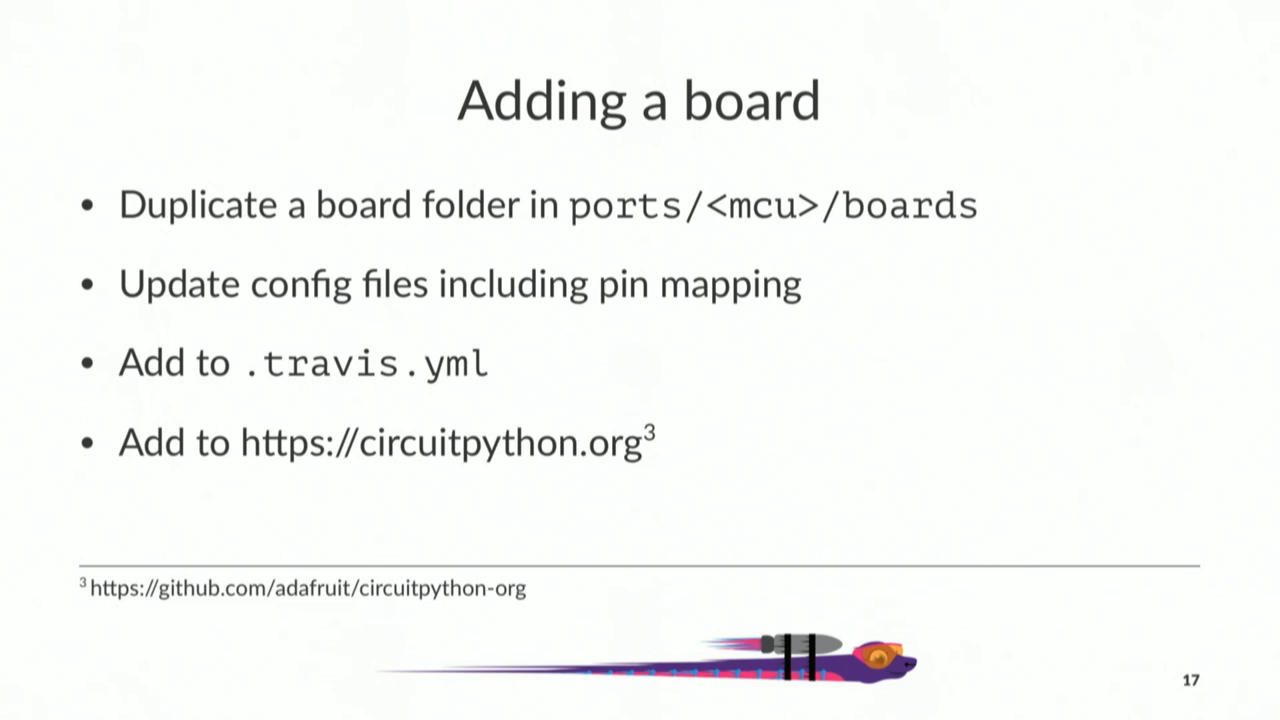 Adding a board
• Duplicate a board folder in ports/<mcu>/boards
• Update config files including pin mapping
• Add to .travis.yml
• Add to https://circuitpython.org³
³ https://github.com/adafruit/circuitpython-org
17